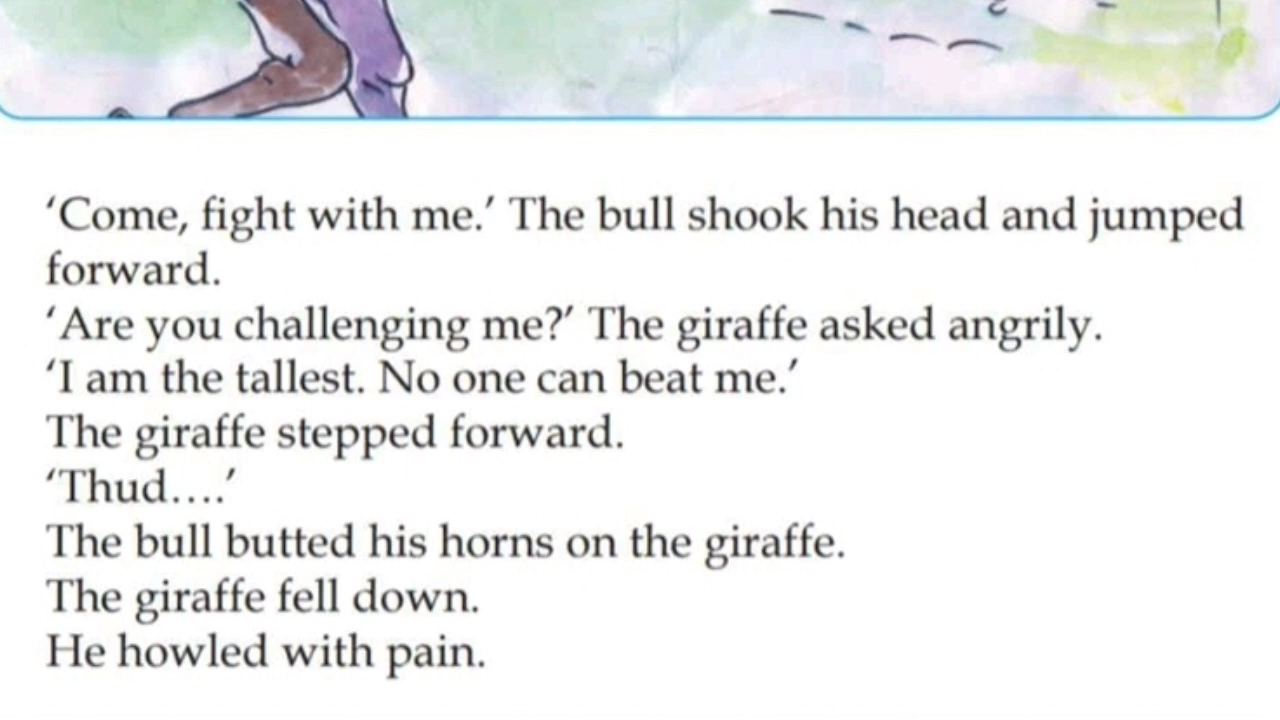 ‘Come, fight with me.’ The bull shook his head and jumped
forward.
‘Are you challenging me?’ The giraffe asked angrily.
‘I am the tallest. No one can beat me.’
The giraffe stepped forward.
‘Thud....’
The bull butted his horns on the giraffe.
The giraffe fell down.
He howled with pain.